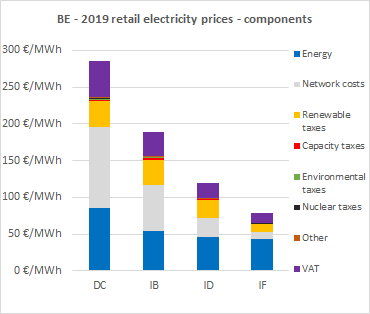 BE - 2019 retail electricity prices - components
300 €/MWh
250 €/MWh
200 €/MWh
150 €/MWh
100 €/MWh
50 €/MWh
0 €/MWh
DC
IB
ID
IF
Energy
Network costs
Renewable
taxes
Capacity taxes
Environmental
taxes
Nuclear taxes
Other
VAT